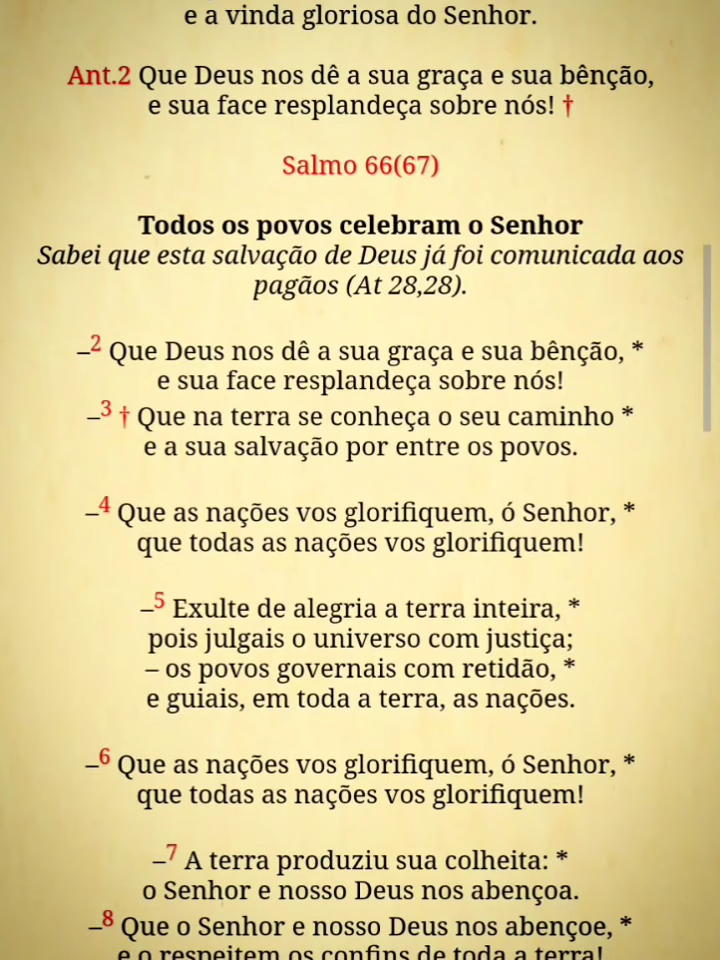 e a vinda gloriosa do Senhor.
Ant.2 Que Deus nos dê a sua graça e sua bênção,
e sua face resplandeça sobre nós! †
Salmo 66(67)
Todos os povos celebram o Senhor
Sabei que esta salvação de Deus já foi comunicada aos
pagãos (At 28,28).
–2 Que Deus nos dê a sua graça e sua bênção, *
e sua face resplandeça sobre nós!
–3 † Que na terra se conheça o seu caminho *
e a sua salvação por entre os povos.
–4 Que as nações vos glorifiquem, ó Senhor, *
que todas as nações vos glorifiquem!
–5 Exulte de alegria a terra inteira, *
pois julgais o universo com justiça;
– os povos governais com retidão, *
e guiais, em toda a terra, as nações.
–6 Que as nações vos glorifiquem, ó Senhor, *
que todas as nações vos glorifiquem!
–7 A terra produziu sua colheita: *
o Senhor e nosso Deus nos abençoa.
–8 Que o Senhor e nosso Deus nos abençoe, *
e o respeitem os confins de toda a terra!